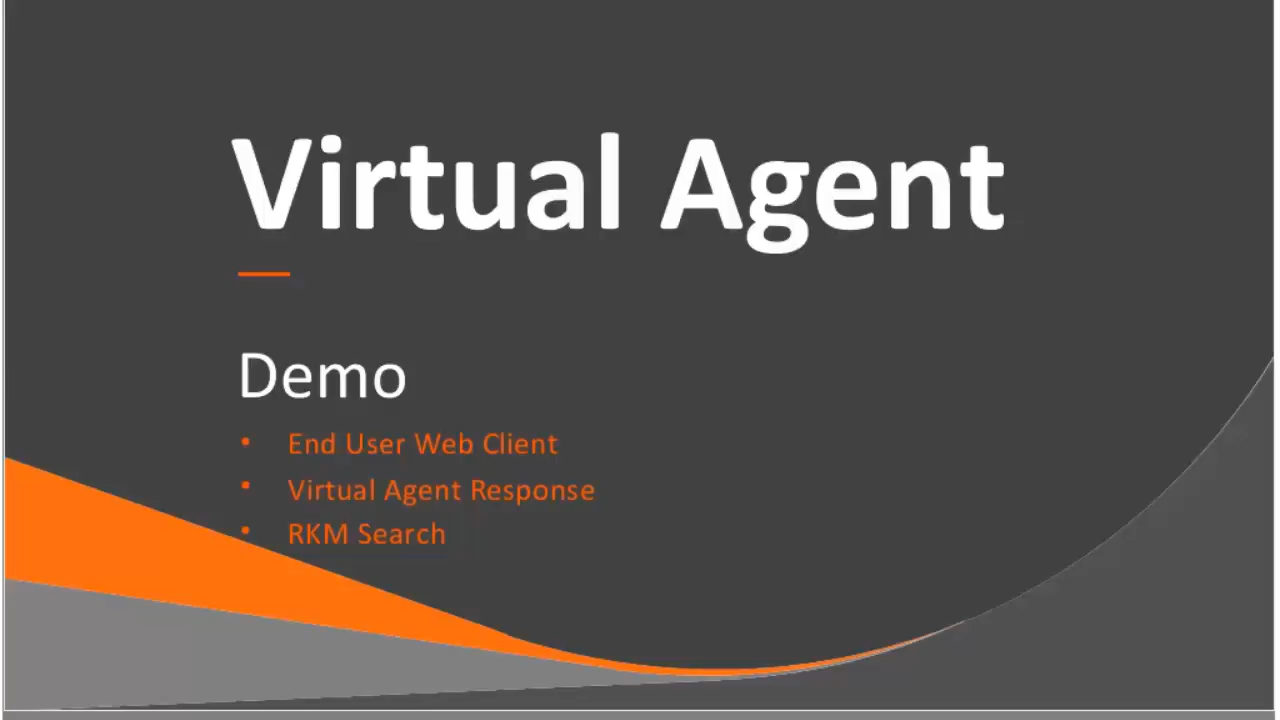 Virtual Agent
Demo
• End User Web Client
• Virtual Agent Response
• RKM Search